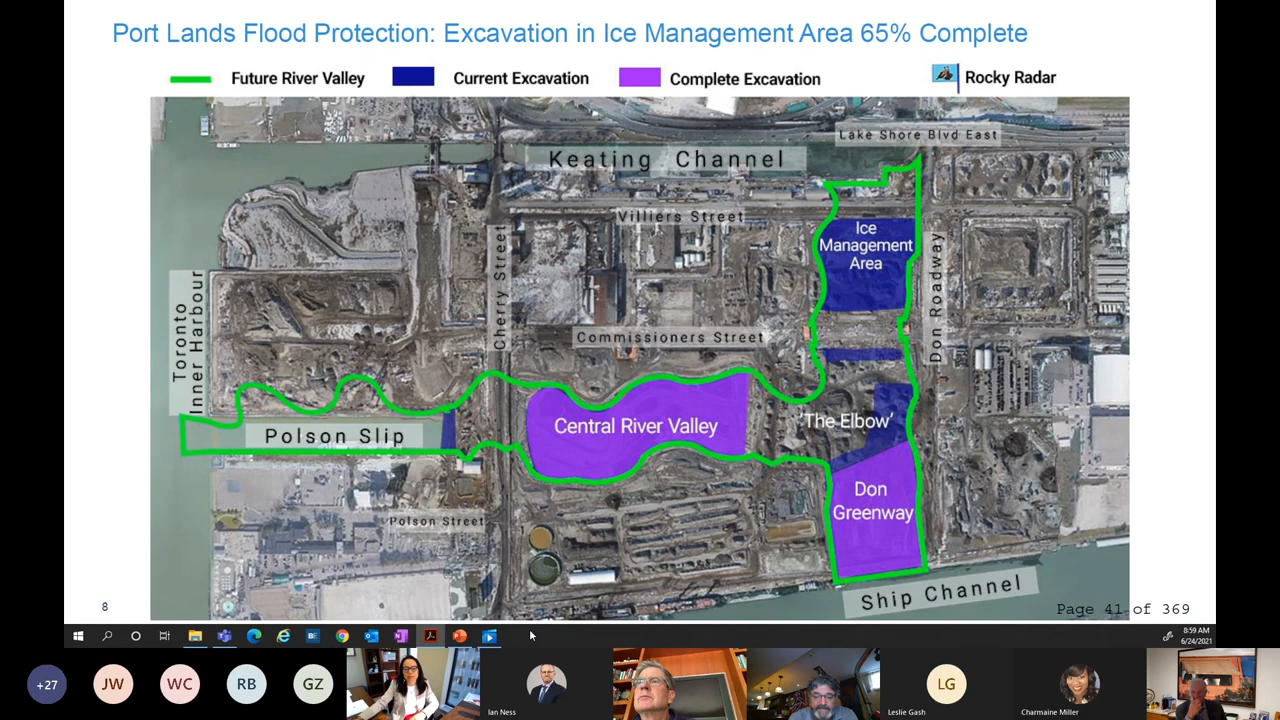 Port Lands Flood Protection: Excavation in Ice Management Area 65% Complete
Future River Valley
Current Excavation
Complete Excavation
Rocky Radar
Lake Shore Blvd East
Keating Channel
Villiers Street
Ice
Management
Area
Cherry Street
Don Roadway
Toronto
Inner Harbour
Commissioners Street
Central River Valley
'The Elbow'
Polson Slip
Don
Greenway
Polson Street
Ship Channel
8
Page 41 of 369
8:59 AM
6/24/2021
+27
JW
WC
RB
GZ
Ian Ness
LG
Leslie Gash
Charmaine Miller